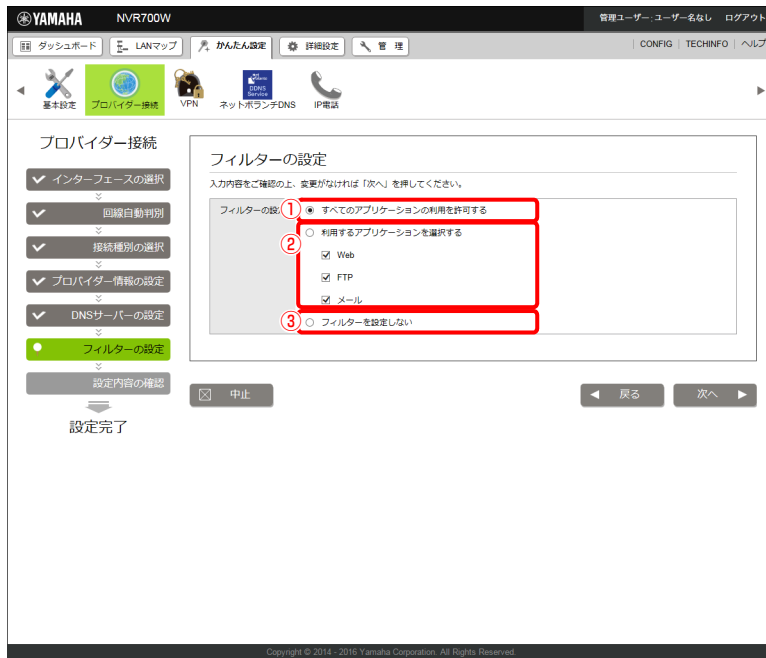 YAMAHA NVR700W 管理ユーザー:ユーザー名なし ログアウト
ダッシュボード LANマップ かんたん設定 詳細設定 管 理 CONFIG | TECHINFO | ヘルプ
DDNS
Service
基本設定 プロバイダー接続 VPN ネットボランチDNS IP電話
プロバイダー接続
インターフェースの選択
回線自動判別
接続種別の選択
プロバイダー情報の設定
DNSサーバーの設定
フィルターの設定
設定内容の確認
設定完了
フィルターの設定
入力内容をご確認の上、変更がなければ「次へ」を押してください。
フィルターの設 ① すべてのアプリケーションの利用を許可する
② 利用するアプリケーションを選択する
Web
FTP
メール
③ フィルターを設定しない
中止 戻る 次へ
Copyright © 2014 - 2016 Yamaha Corporation. All Rights Reserved.